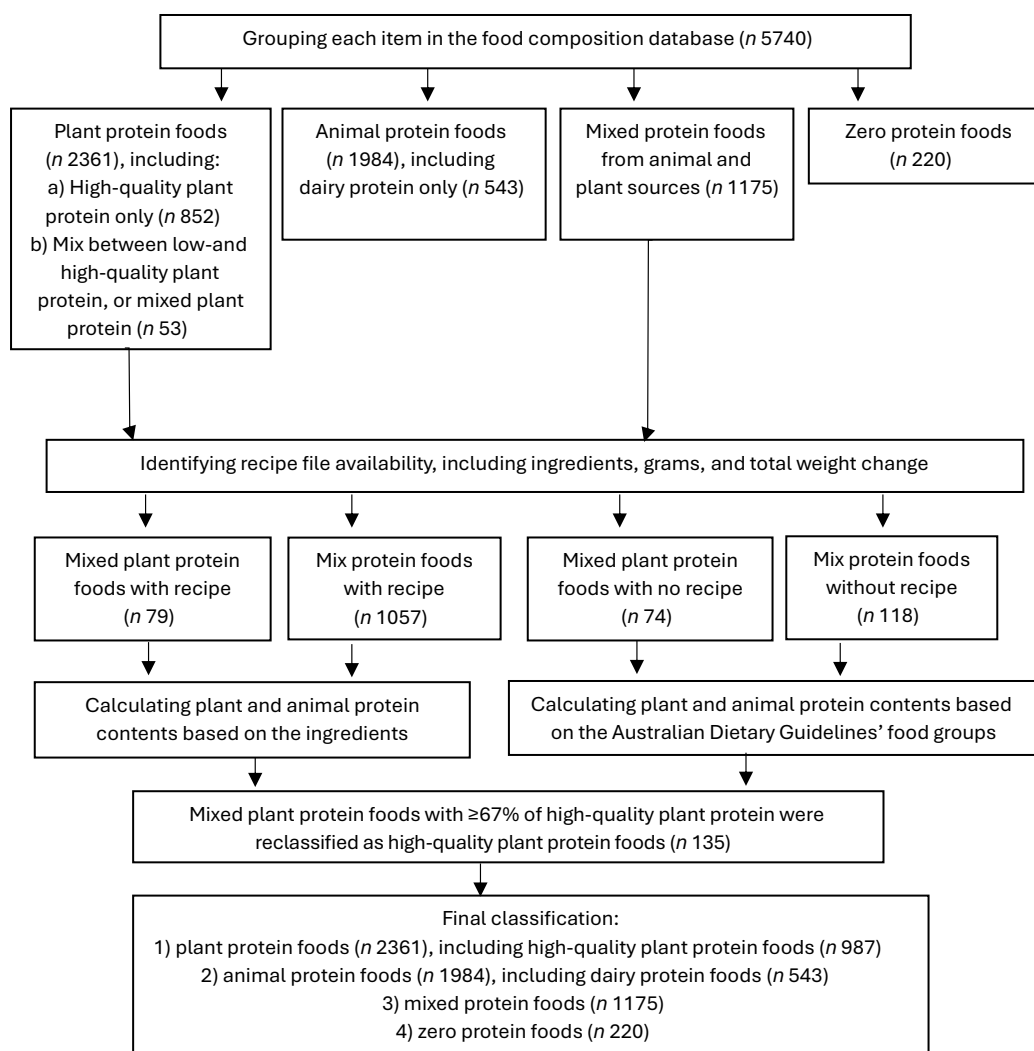 Grouping each item in the food composition database (n 5740)
Plant protein foods
(n 2361), including:
a) High-quality plant
protein only (n 852)
b) Mix between low-and
high-quality plant
protein, or mixed plant
protein (n 53)
Animal protein foods
(n 1984), including
dairy protein only (n 543)
Mixed protein foods
from animal and
plant sources (n 1175)
Zero protein foods
(n 220)
Identifying recipe file availability, including ingredients, grams, and total weight change
Mixed plant protein
foods with recipe
(n 79)
Mix protein foods
with recipe
(n 1057)
Mixed plant protein
foods with no recipe
(n 74)
Mix protein foods
without recipe
(n 118)
Calculating plant and animal protein
contents based on the ingredients
Calculating plant and animal protein contents based
on the Australian Dietary Guidelines’ food groups
Mixed plant protein foods with ≥67% of high-quality plant protein were
reclassified as high-quality plant protein foods (n 135)
Final classification:
1) plant protein foods (n 2361), including high-quality plant protein foods (n 987)
2) animal protein foods (n 1984), including dairy protein foods (n 543)
3) mixed protein foods (n 1175)
4) zero protein foods (n 220)